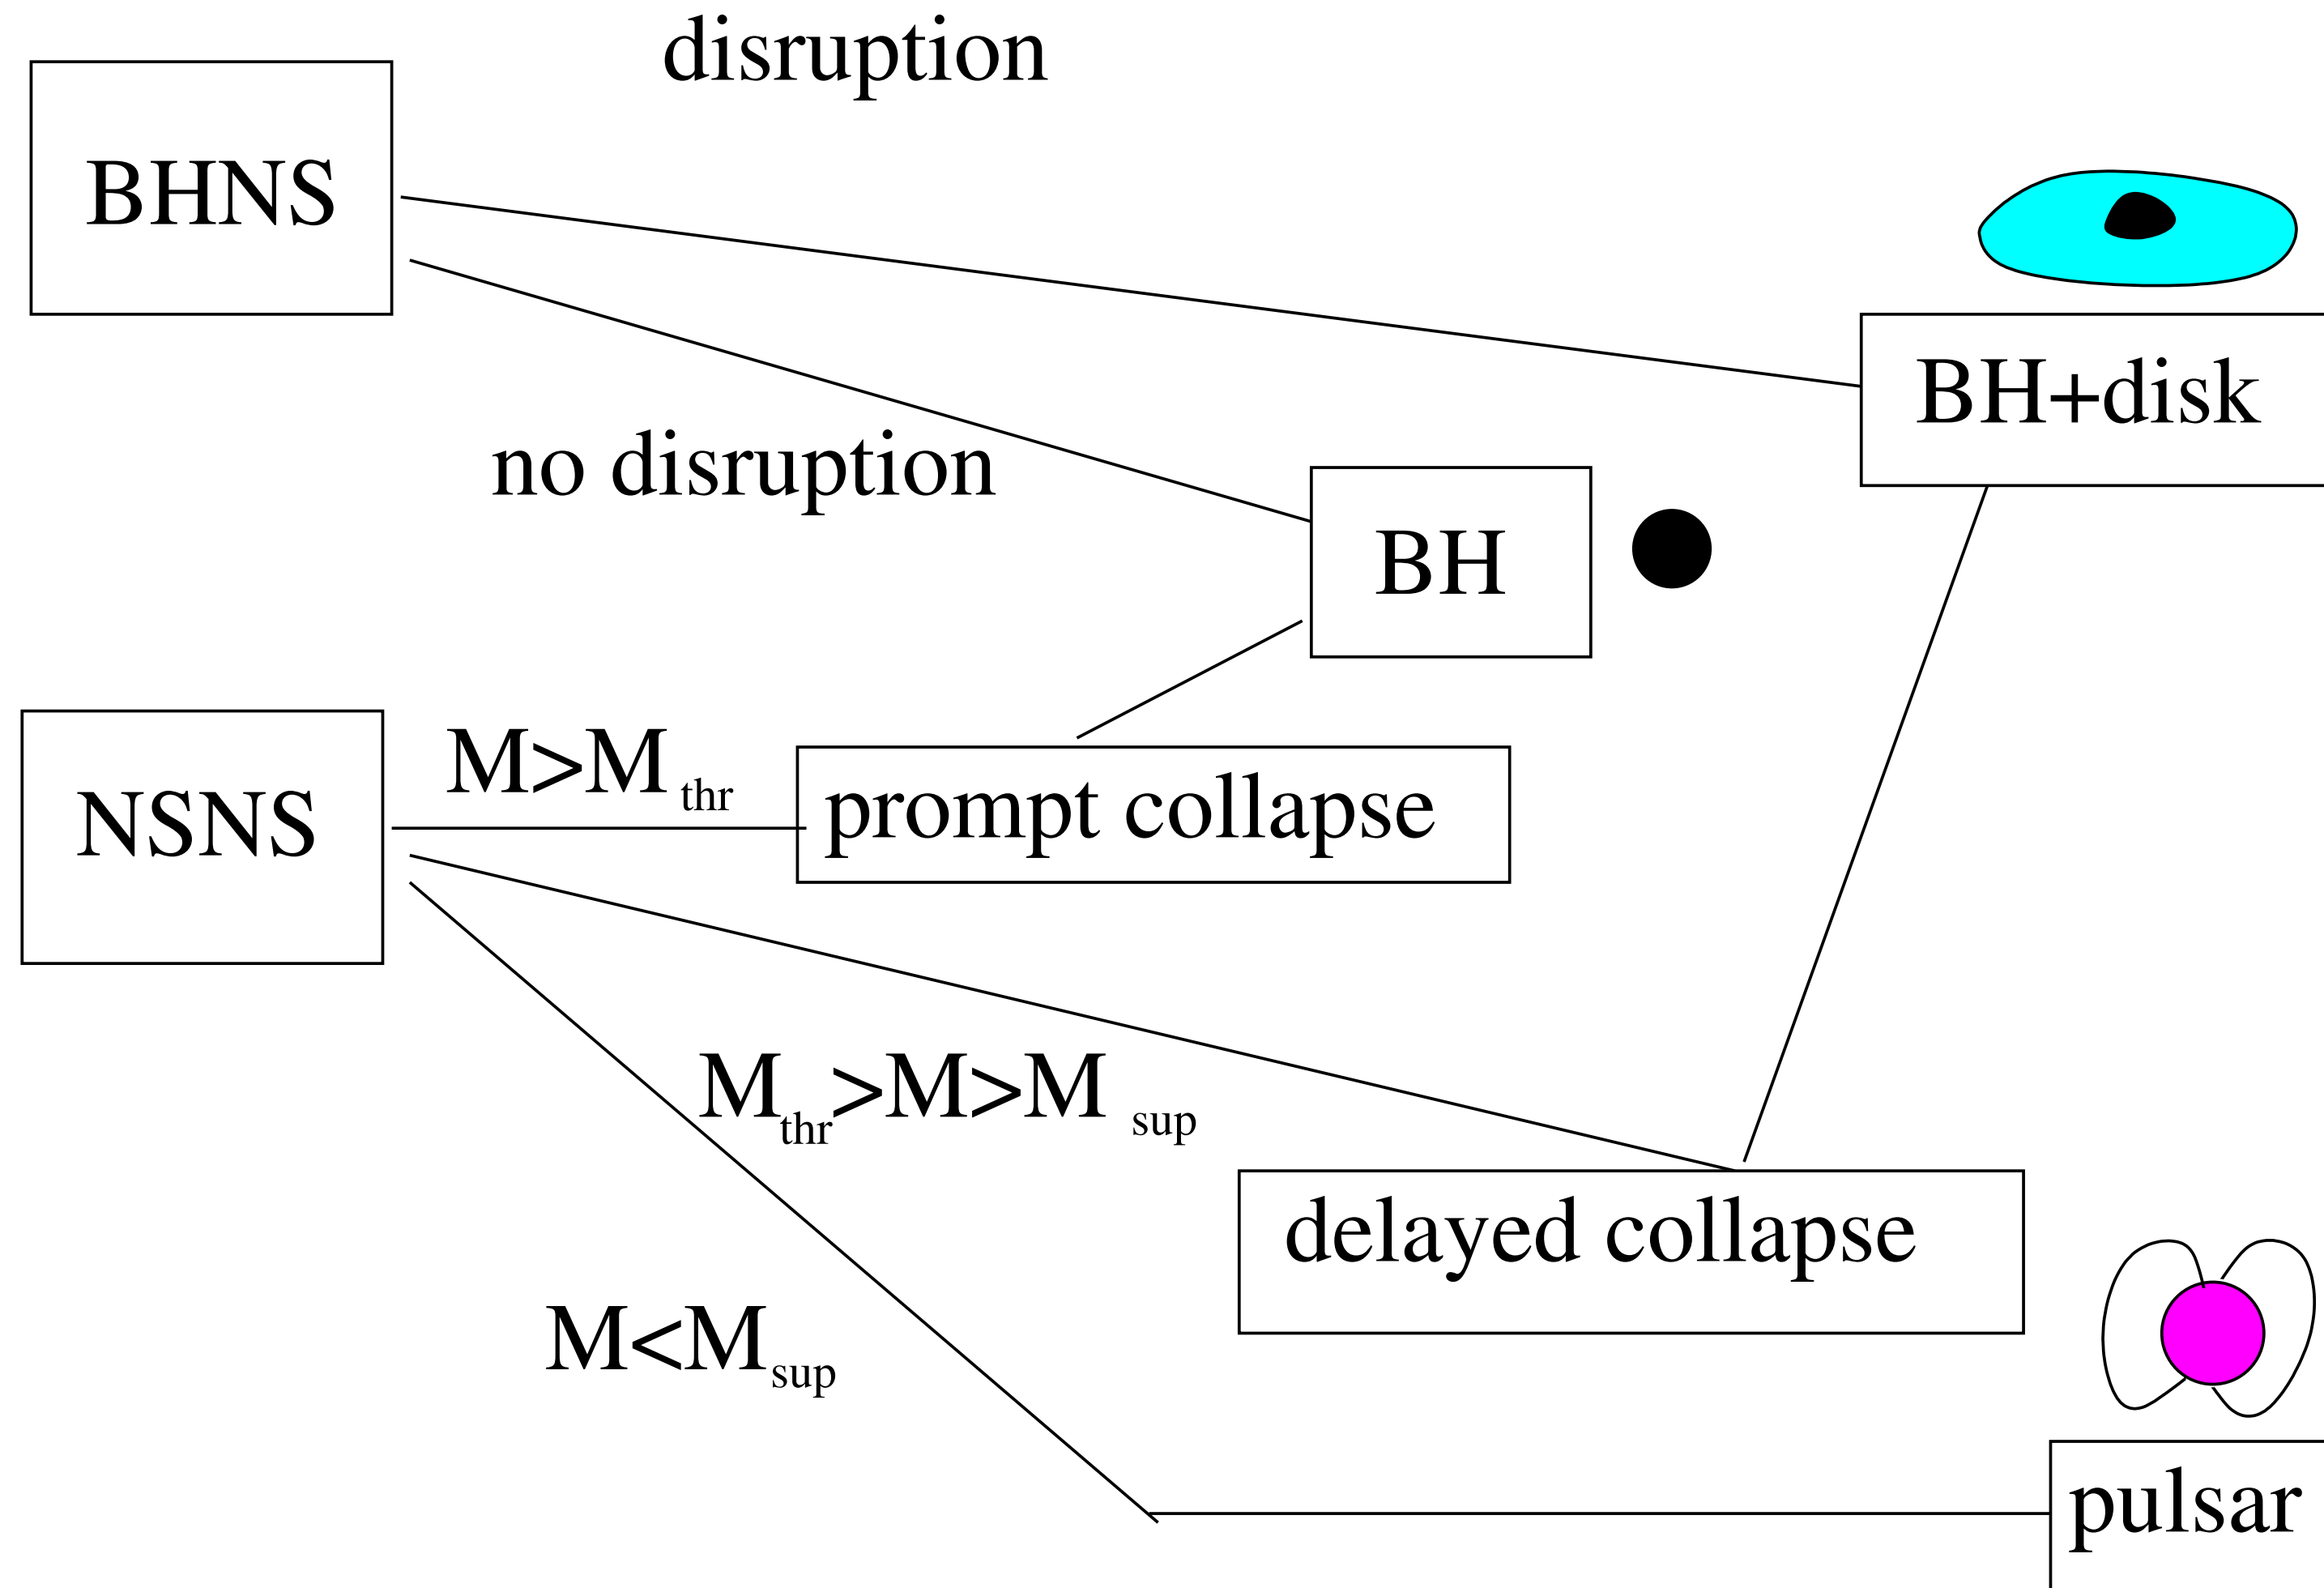 disruption
BHNS
BH+disk
no disruption
BH
M>M thr
NSNS
prompt collapse
M thr >M>M sup
delayed collapse
M<M sup
pulsar